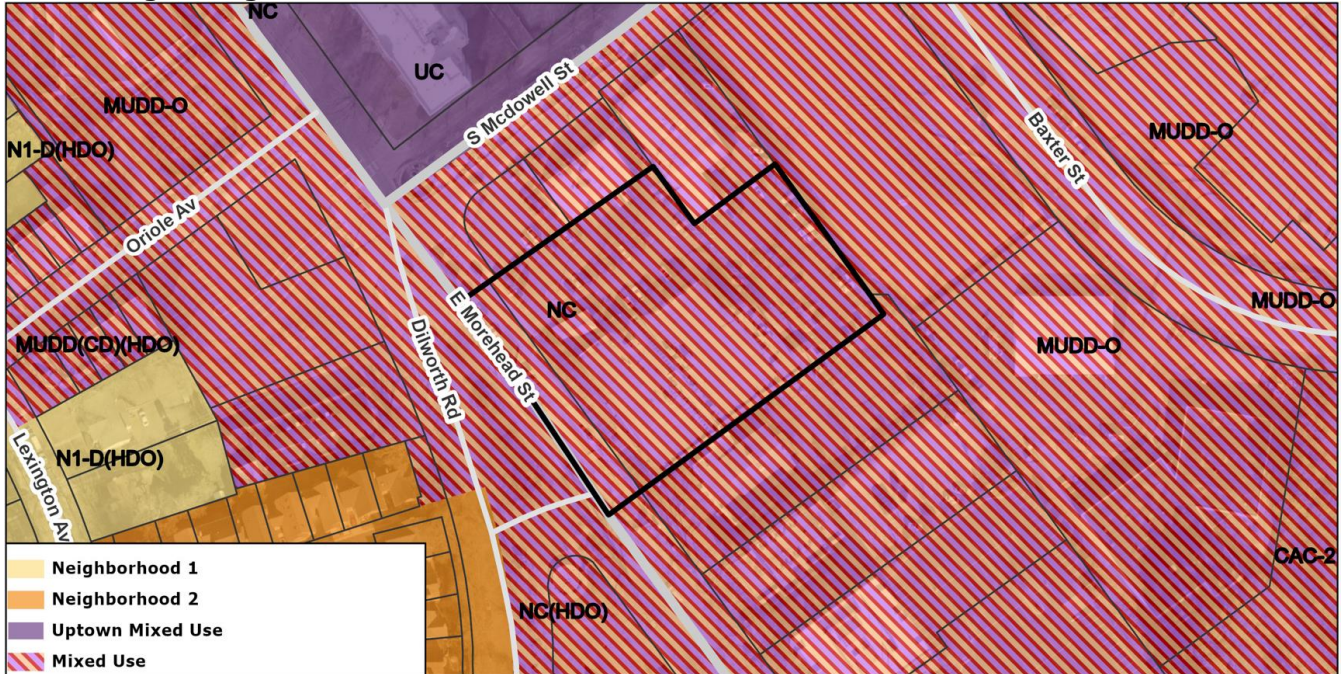 NC
UC
S Mcdowell St
MUDD-O
N1-D(HDO)
Oriole Av
Baxter St
MUDD-O
MUDD-O
NC
E Morehead St
Dilworth Rd
MUDD(CD)(HDO)
MUDD-O
N1-D(HDO)
Lexington Av
CAC-2
NC(HDO)
Neighborhood 1
Neighborhood 2
Uptown Mixed Use
Mixed Use